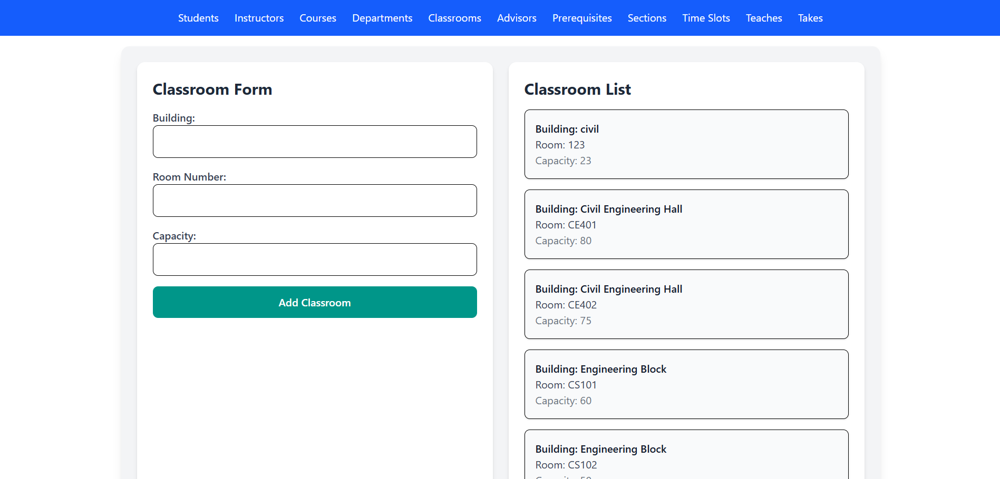 Students Instructors Courses Departments Classrooms Advisors Prerequisites Sections Time Slots Teaches Takes
Classroom Form
Building:
Room Number:
Capacity:
Add Classroom
Classroom List
Building: civil
Room: 123
Capacity: 23
Building: Civil Engineering Hall
Room: CE401
Capacity: 80
Building: Civil Engineering Hall
Room: CE402
Capacity: 75
Building: Engineering Block
Room: CS101
Capacity: 60
Building: Engineering Block
Room: CS102